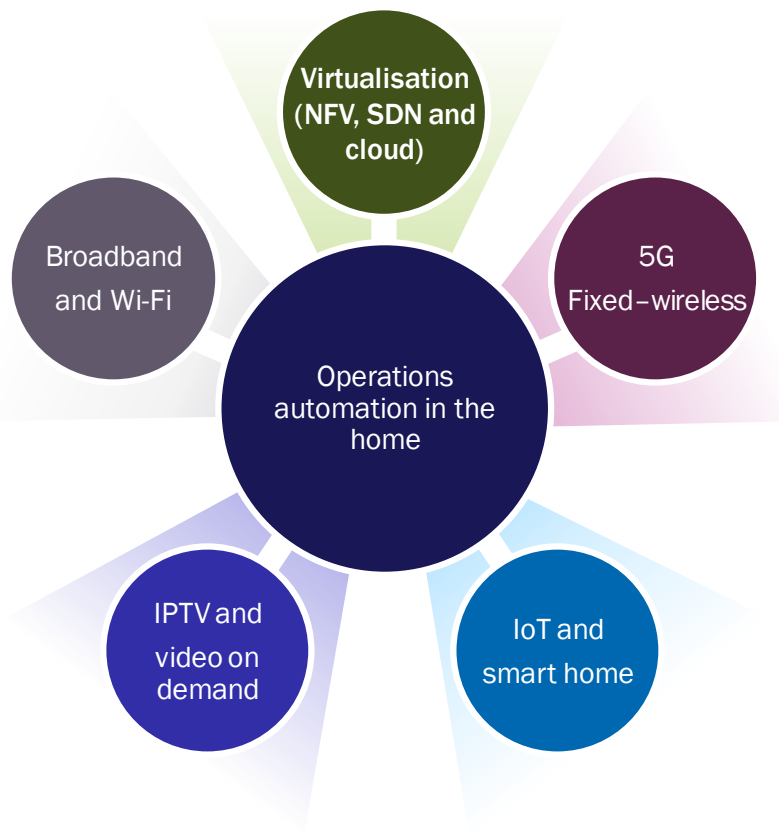 Virtualisation
(NFV, SDN and
cloud)
Broadband
and Wi-Fi
5G
Fixed–wireless
Operations
automation in the
home
IPTV and
video on
demand
IoT and
smart home